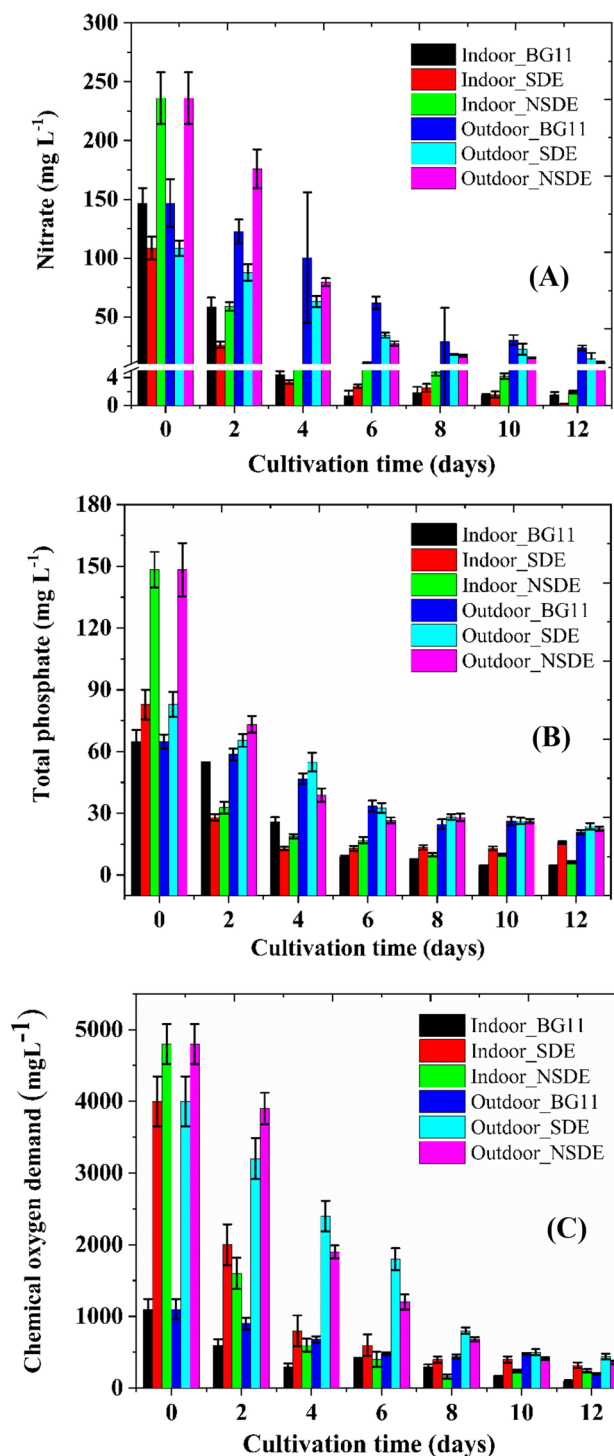 300
250
200
150
100
50
4
0
Nitrate (mg L-1)
Indoor_BG11
Indoor_SDE
Indoor_NSDE
Outdoor_BG11
Outdoor_SDE
Outdoor_NSDE
(A)
0 2 4 6 8 10 12
Cultivation time (days)
180
150
120
90
60
30
0
Total phosphate (mg L-1)
Indoor_BG11
Indoor_SDE
Indoor_NSDE
Outdoor_BG11
Outdoor_SDE
Outdoor_NSDE
(B)
0 2 4 6 8 10 12
Cultivation time (days)
5000
4000
3000
2000
1000
0
Chemical oxygen demand (mgL-1)
Indoor_BG11
Indoor_SDE
Indoor_NSDE
Outdoor_BG11
Outdoor_SDE
Outdoor_NSDE
(C)
0 2 4 6 8 10 12
Cultivation time (days)